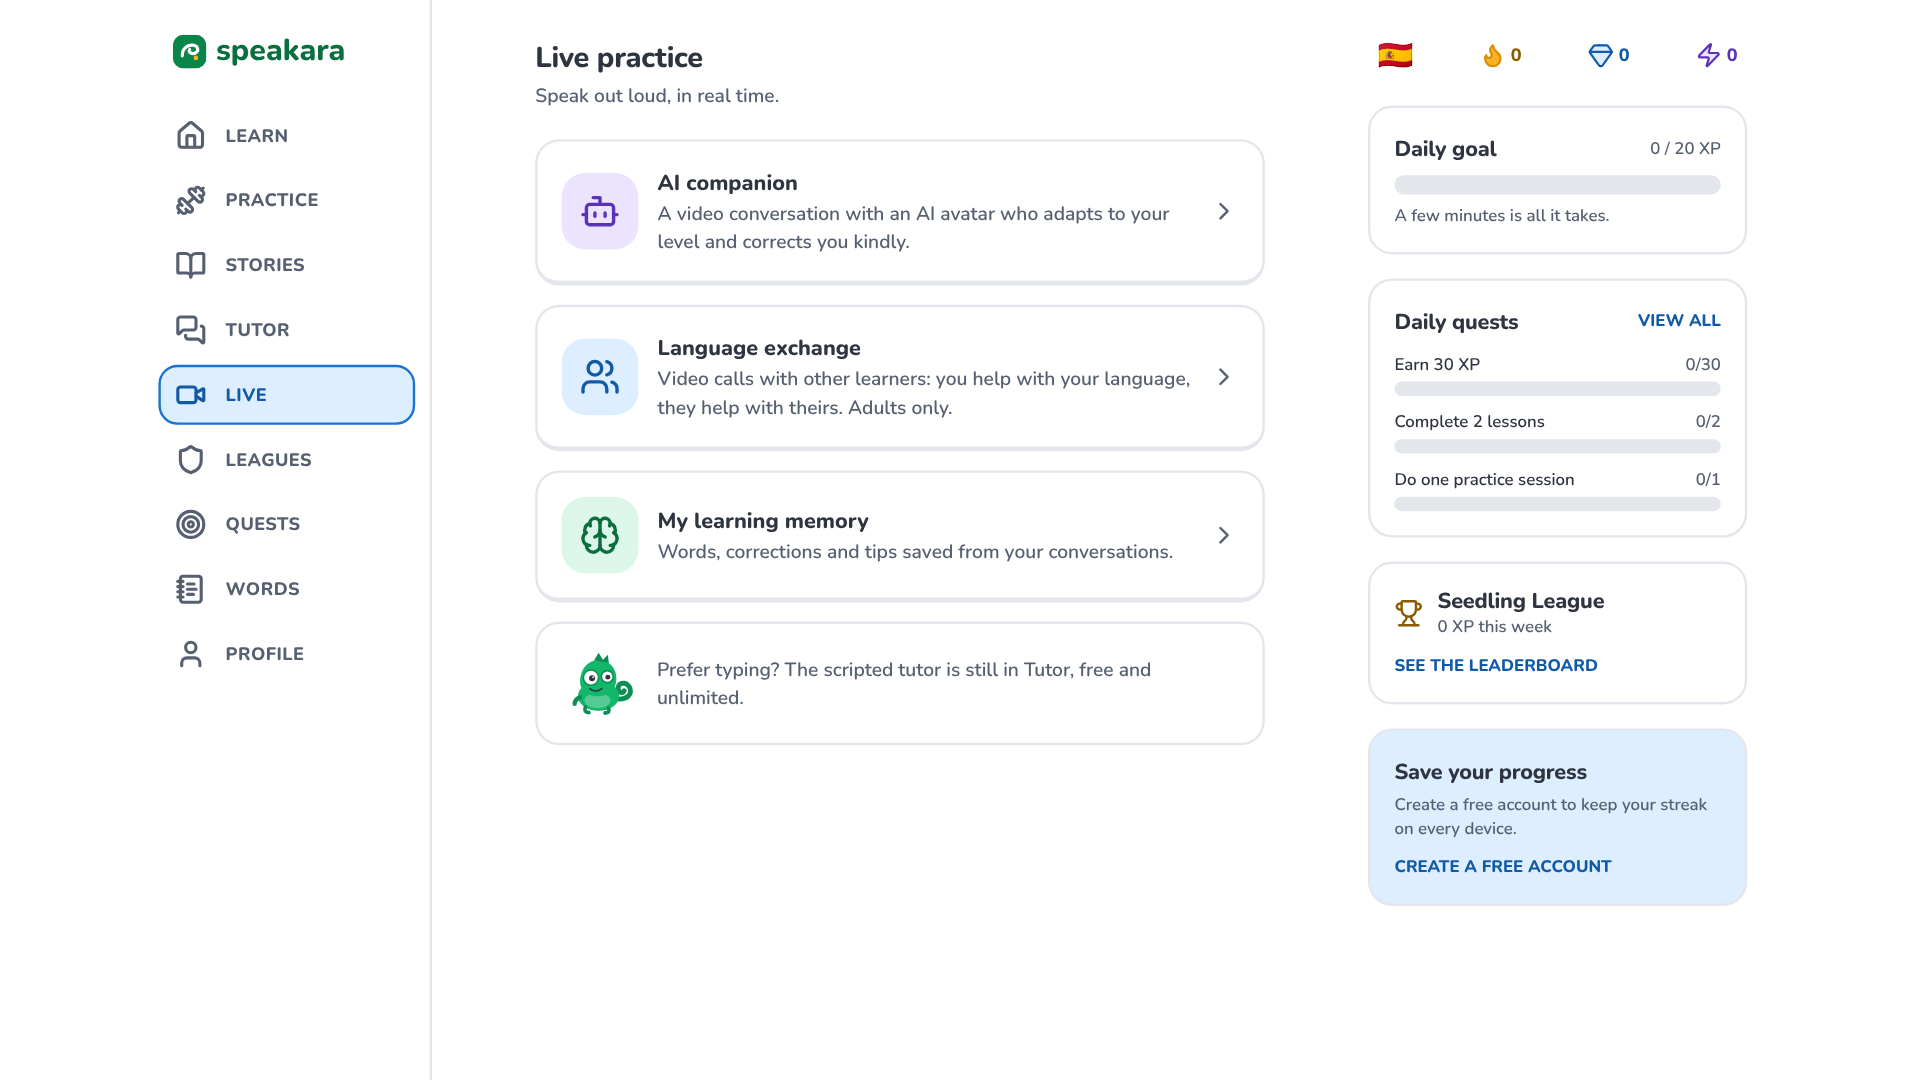 speakara
LEARN
PRACTICE
STORIES
TUTOR
LIVE
LEAGUES
QUESTS
WORDS
PROFILE
Live practice
Speak out loud, in real time.
AI companion
A video conversation with an AI avatar who adapts to your
level and corrects you kindly.
Language exchange
Video calls with other learners: you help with your language,
they help with theirs. Adults only.
My learning memory
Words, corrections and tips saved from your conversations.
Prefer typing? The scripted tutor is still in Tutor, free and
unlimited.
0 0 0
Daily goal 0 / 20 XP
A few minutes is all it takes.
Daily quests VIEW ALL
Earn 30 XP 0/30
Complete 2 lessons 0/2
Do one practice session 0/1
Seedling League
0 XP this week
SEE THE LEADERBOARD
Save your progress
Create a free account to keep your streak
on every device.
CREATE A FREE ACCOUNT